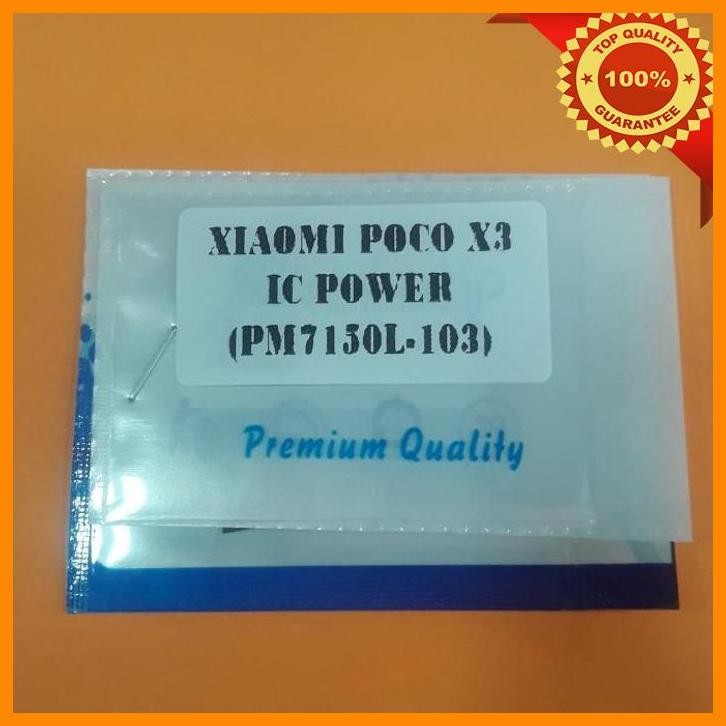 TOP QUALITY
100%
GUARANTEE
XIAOMI POCO X3
IC POWER
(PM7150L-103)
Premium Quality